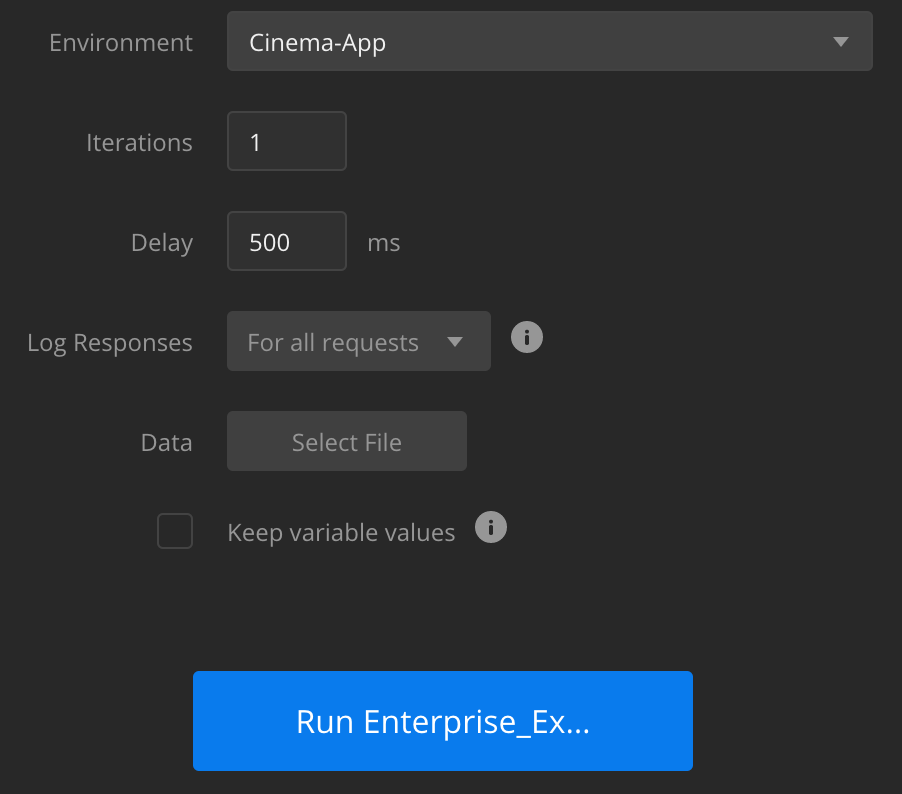 Environment Cinema-App
Iterations 1
Delay 500 ms
Log Responses For all requests
Data Select File
Keep variable values
Run Enterprise_Ex...